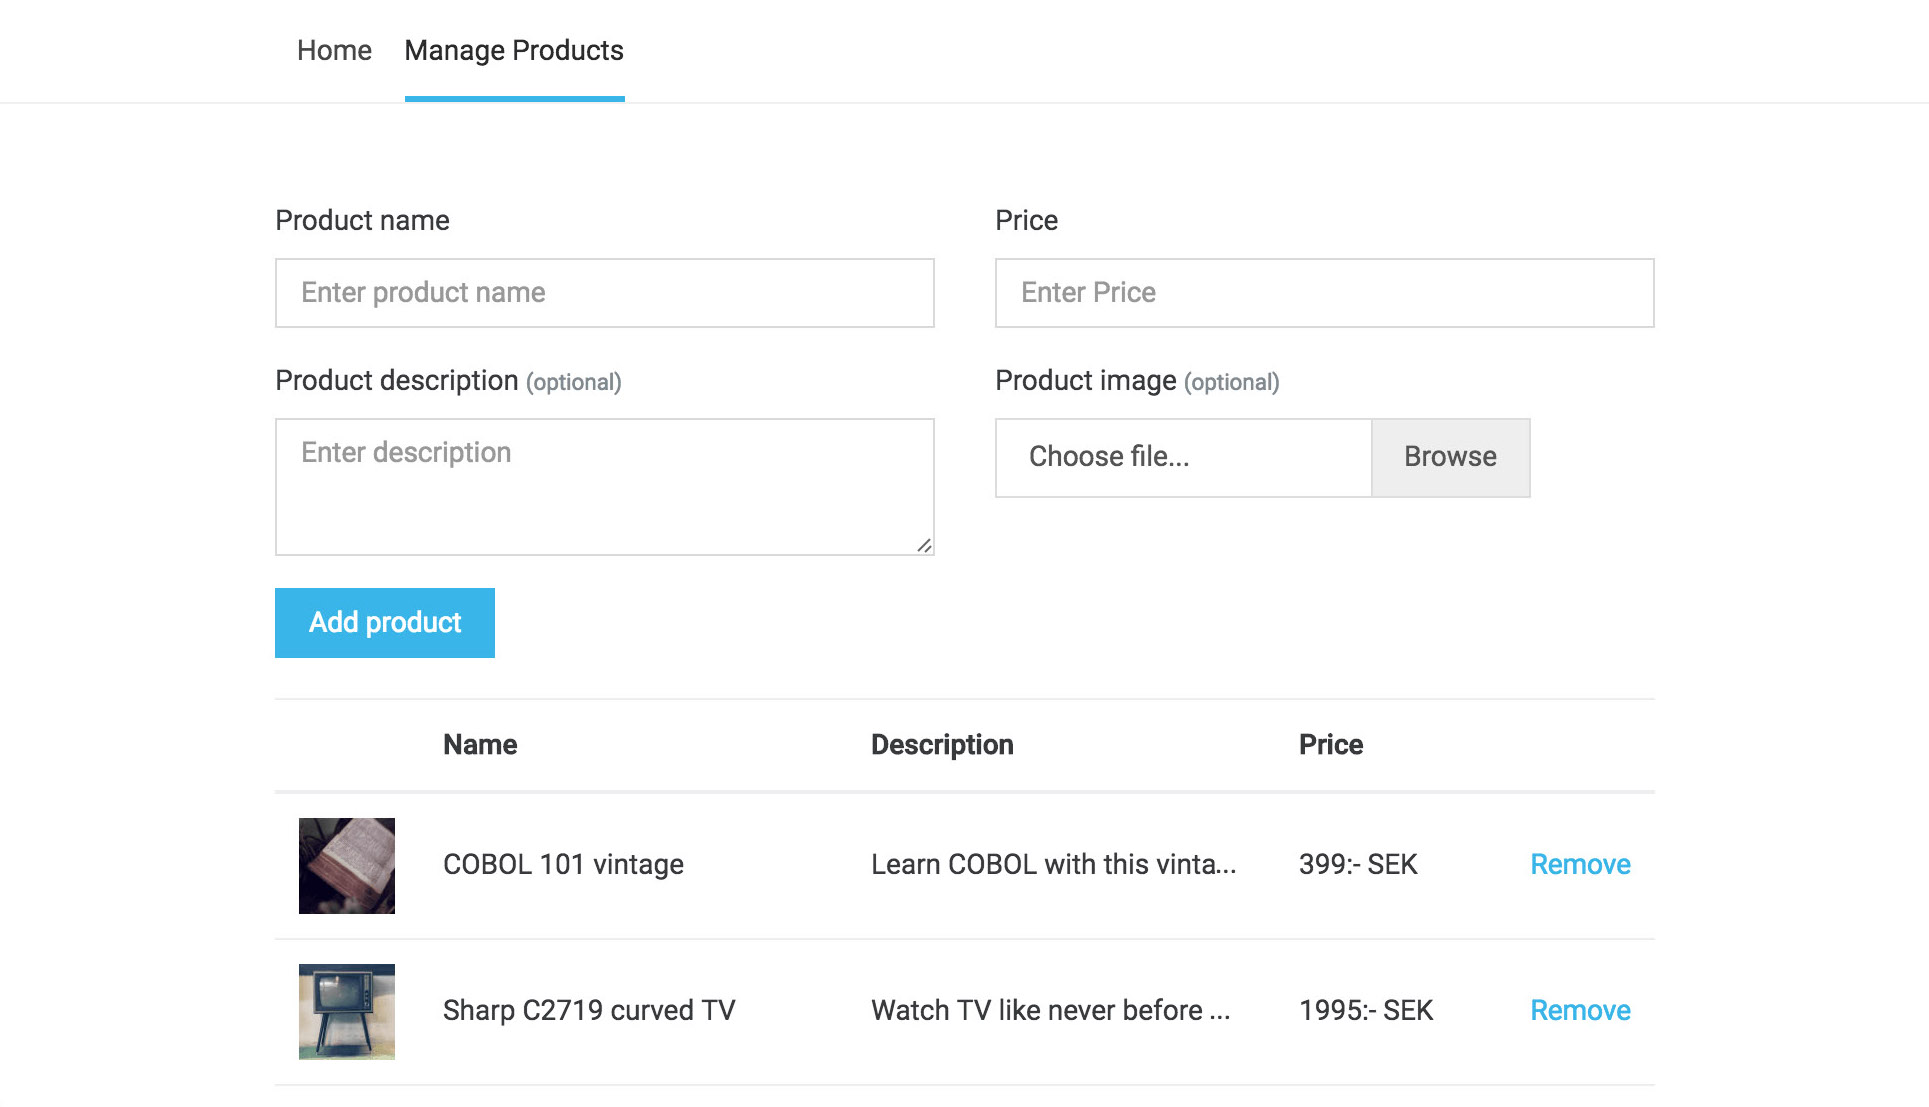 Home Manage Products
Product name Price
Enter product name Enter Price
Product description (optional) Product image (optional)
Enter description Choose file... Browse
Add product
Name Description Price
COBOL 101 vintage Learn COBOL with this vinta... 399:- SEK Remove
Sharp C2719 curved TV Watch TV like never before ... 1995:- SEK Remove